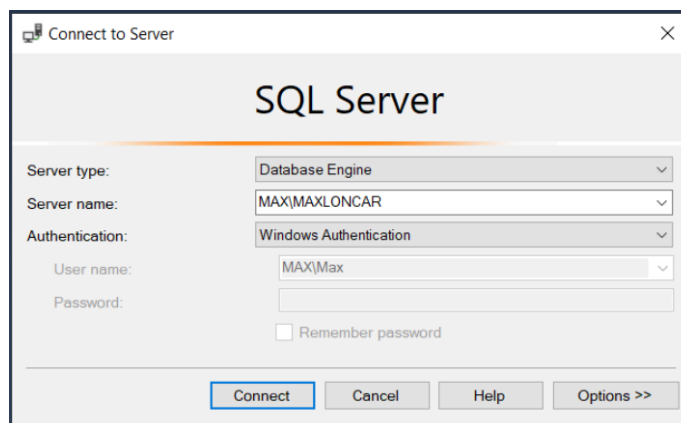 Connect to Server
SQL Server
Server type: Database Engine
Server name: MAX\MAXLONCAR
Authentication: Windows Authentication
User name: MAX\Max
Password:
Remember password
Connect Cancel Help Options >>